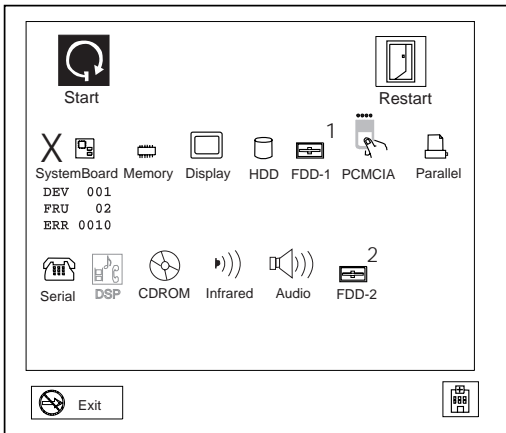 Start Restart
1
X
SystemBoard Memory Display HDD FDD-1 PCMCIA Parallel
DEV 001
FRU 02
ERR 0010
2
Serial DSP CDROM Infrared Audio FDD-2
Exit